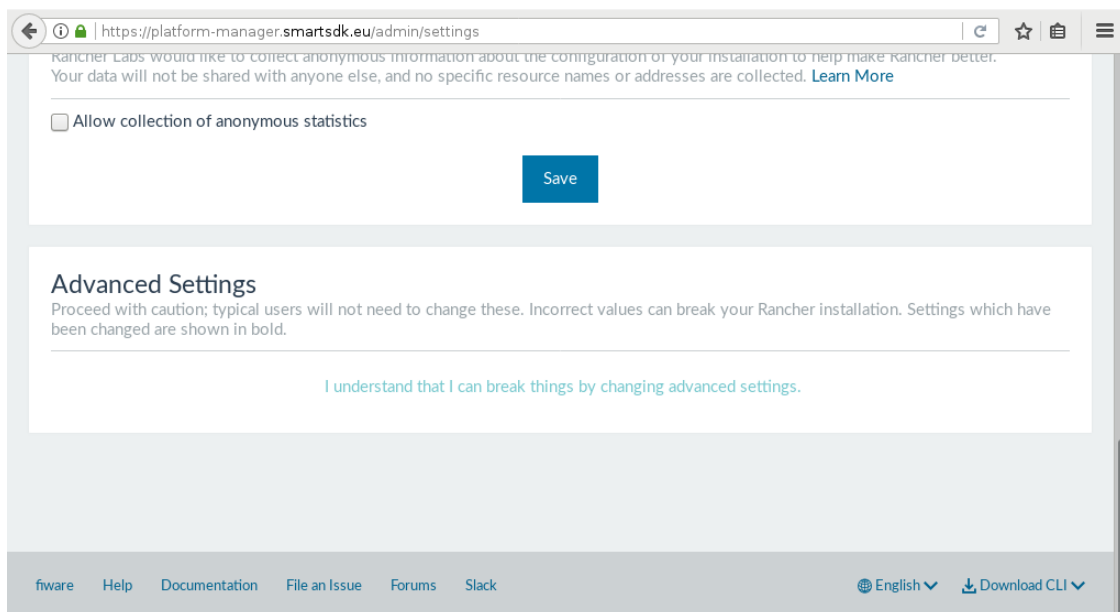 https://platform-manager.smartsdk.eu/admin/settings
Rancher Labs would like to collect anonymous information about the configuration of your installation to help make Rancher better.
Your data will not be shared with anyone else, and no specific resource names or addresses are collected. Learn More
Allow collection of anonymous statistics
Save
Advanced Settings
Proceed with caution; typical users will not need to change these. Incorrect values can break your Rancher installation. Settings which have
been changed are shown in bold.
I understand that I can break things by changing advanced settings.
fiware Help Documentation File an Issue Forums Slack English Download CLI